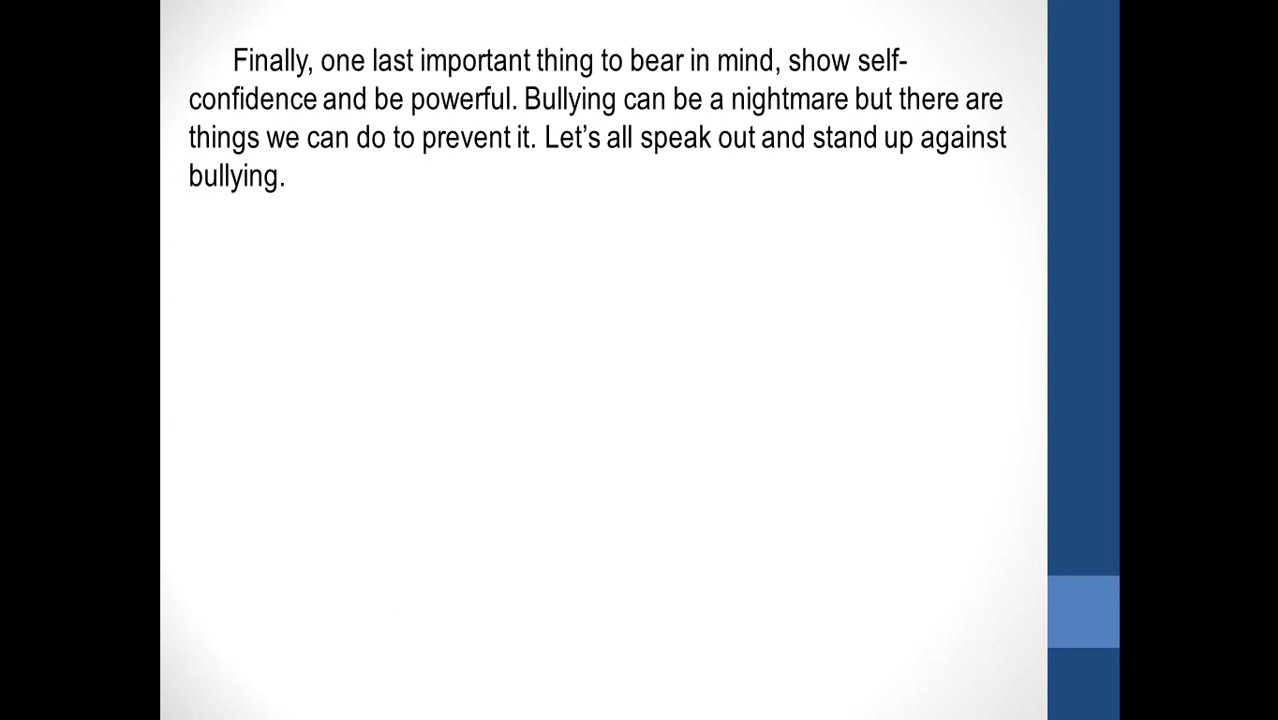 Finally, one last important thing to bear in mind, show self-
confidence and be powerful. Bullying can be a nightmare but there are
things we can do to prevent it. Let’s all speak out and stand up against
bullying.